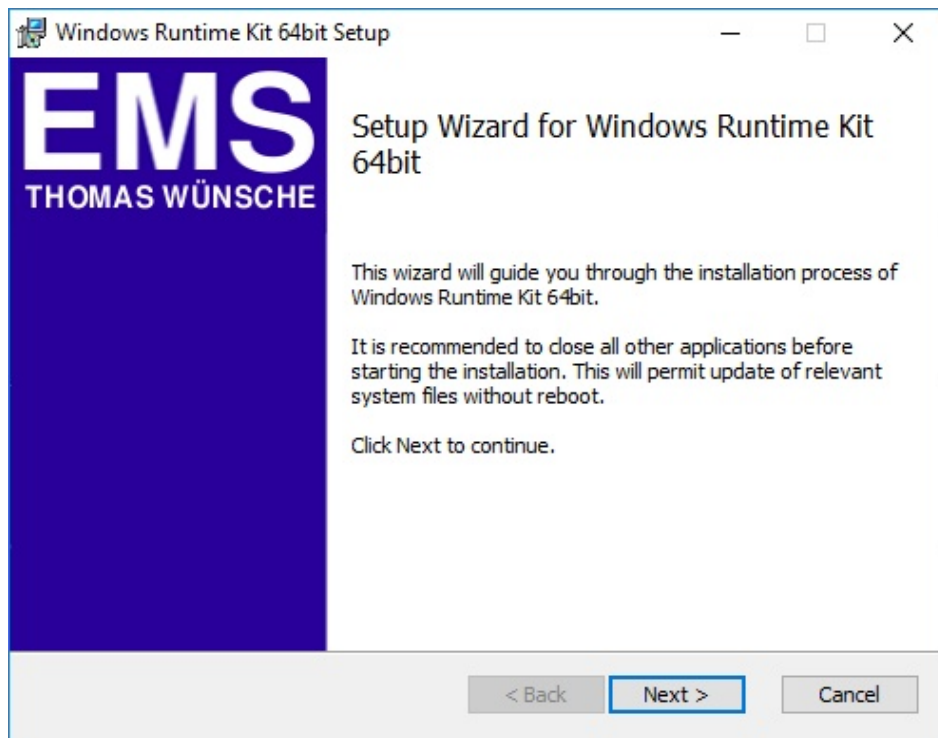 Windows Runtime Kit 64bit Setup
EMS
THOMAS WÜNSCHE
Setup Wizard for Windows Runtime Kit
64bit
This wizard will guide you through the installation process of
Windows Runtime Kit 64bit.
It is recommended to close all other applications before
starting the installation. This will permit update of relevant
system files without reboot.
Click Next to continue.
< Back
Next >
Cancel